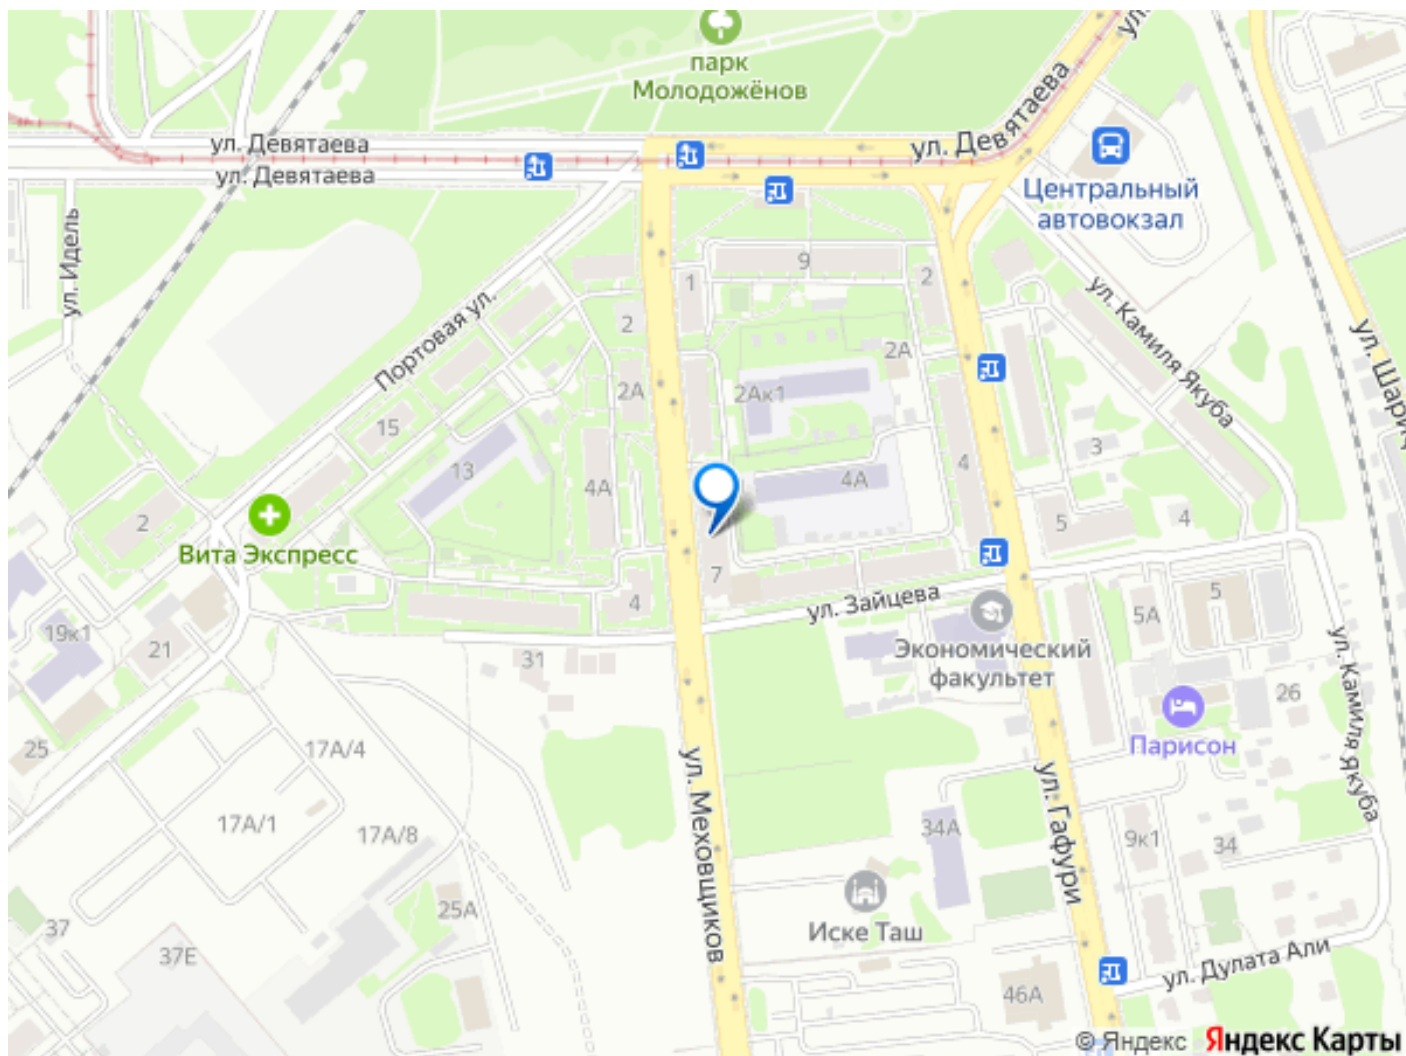 парк
Молодожёнов
ул.
ул. Девятаева
ул. Девятаева
ул. Девятаева
Центральный
автовокзал
ул. Идель
9
2
1
2
ул. Камиля Якуба
Портовая ул.
ул. Шарич
2А
2А
2Ак1
15
3
13
4А
4А
4
2
5
4
Вита Экспресс
7
4
ул. Зайцева
5
5А
19к1
21
31
Экономический
факультет
ул. Камиля Якуба
26
25
17А/4
Парисон
ул. Меховщиков
ул. Гафури
17А/1
17А/8
34А
9к1
34
25А
37
37Е
Иске Таш
ул. Дулата Али
46А
© Яндекс Яндекс Карты